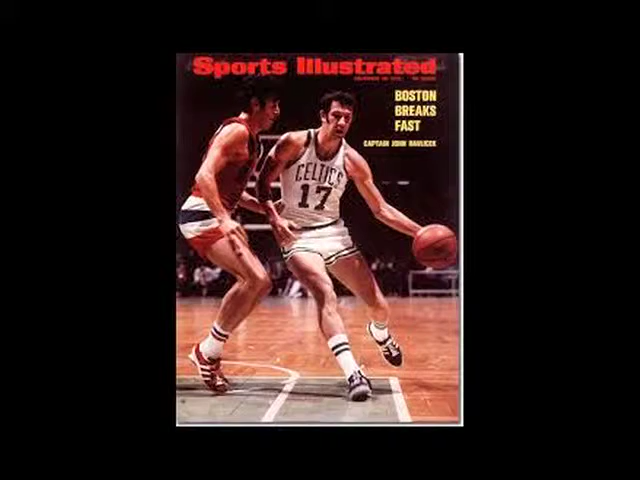 Sports Illustrated
BOSTON
BREAKS
FAST
CAPTAIN JOHN HAVLICEK
CELTICS
17